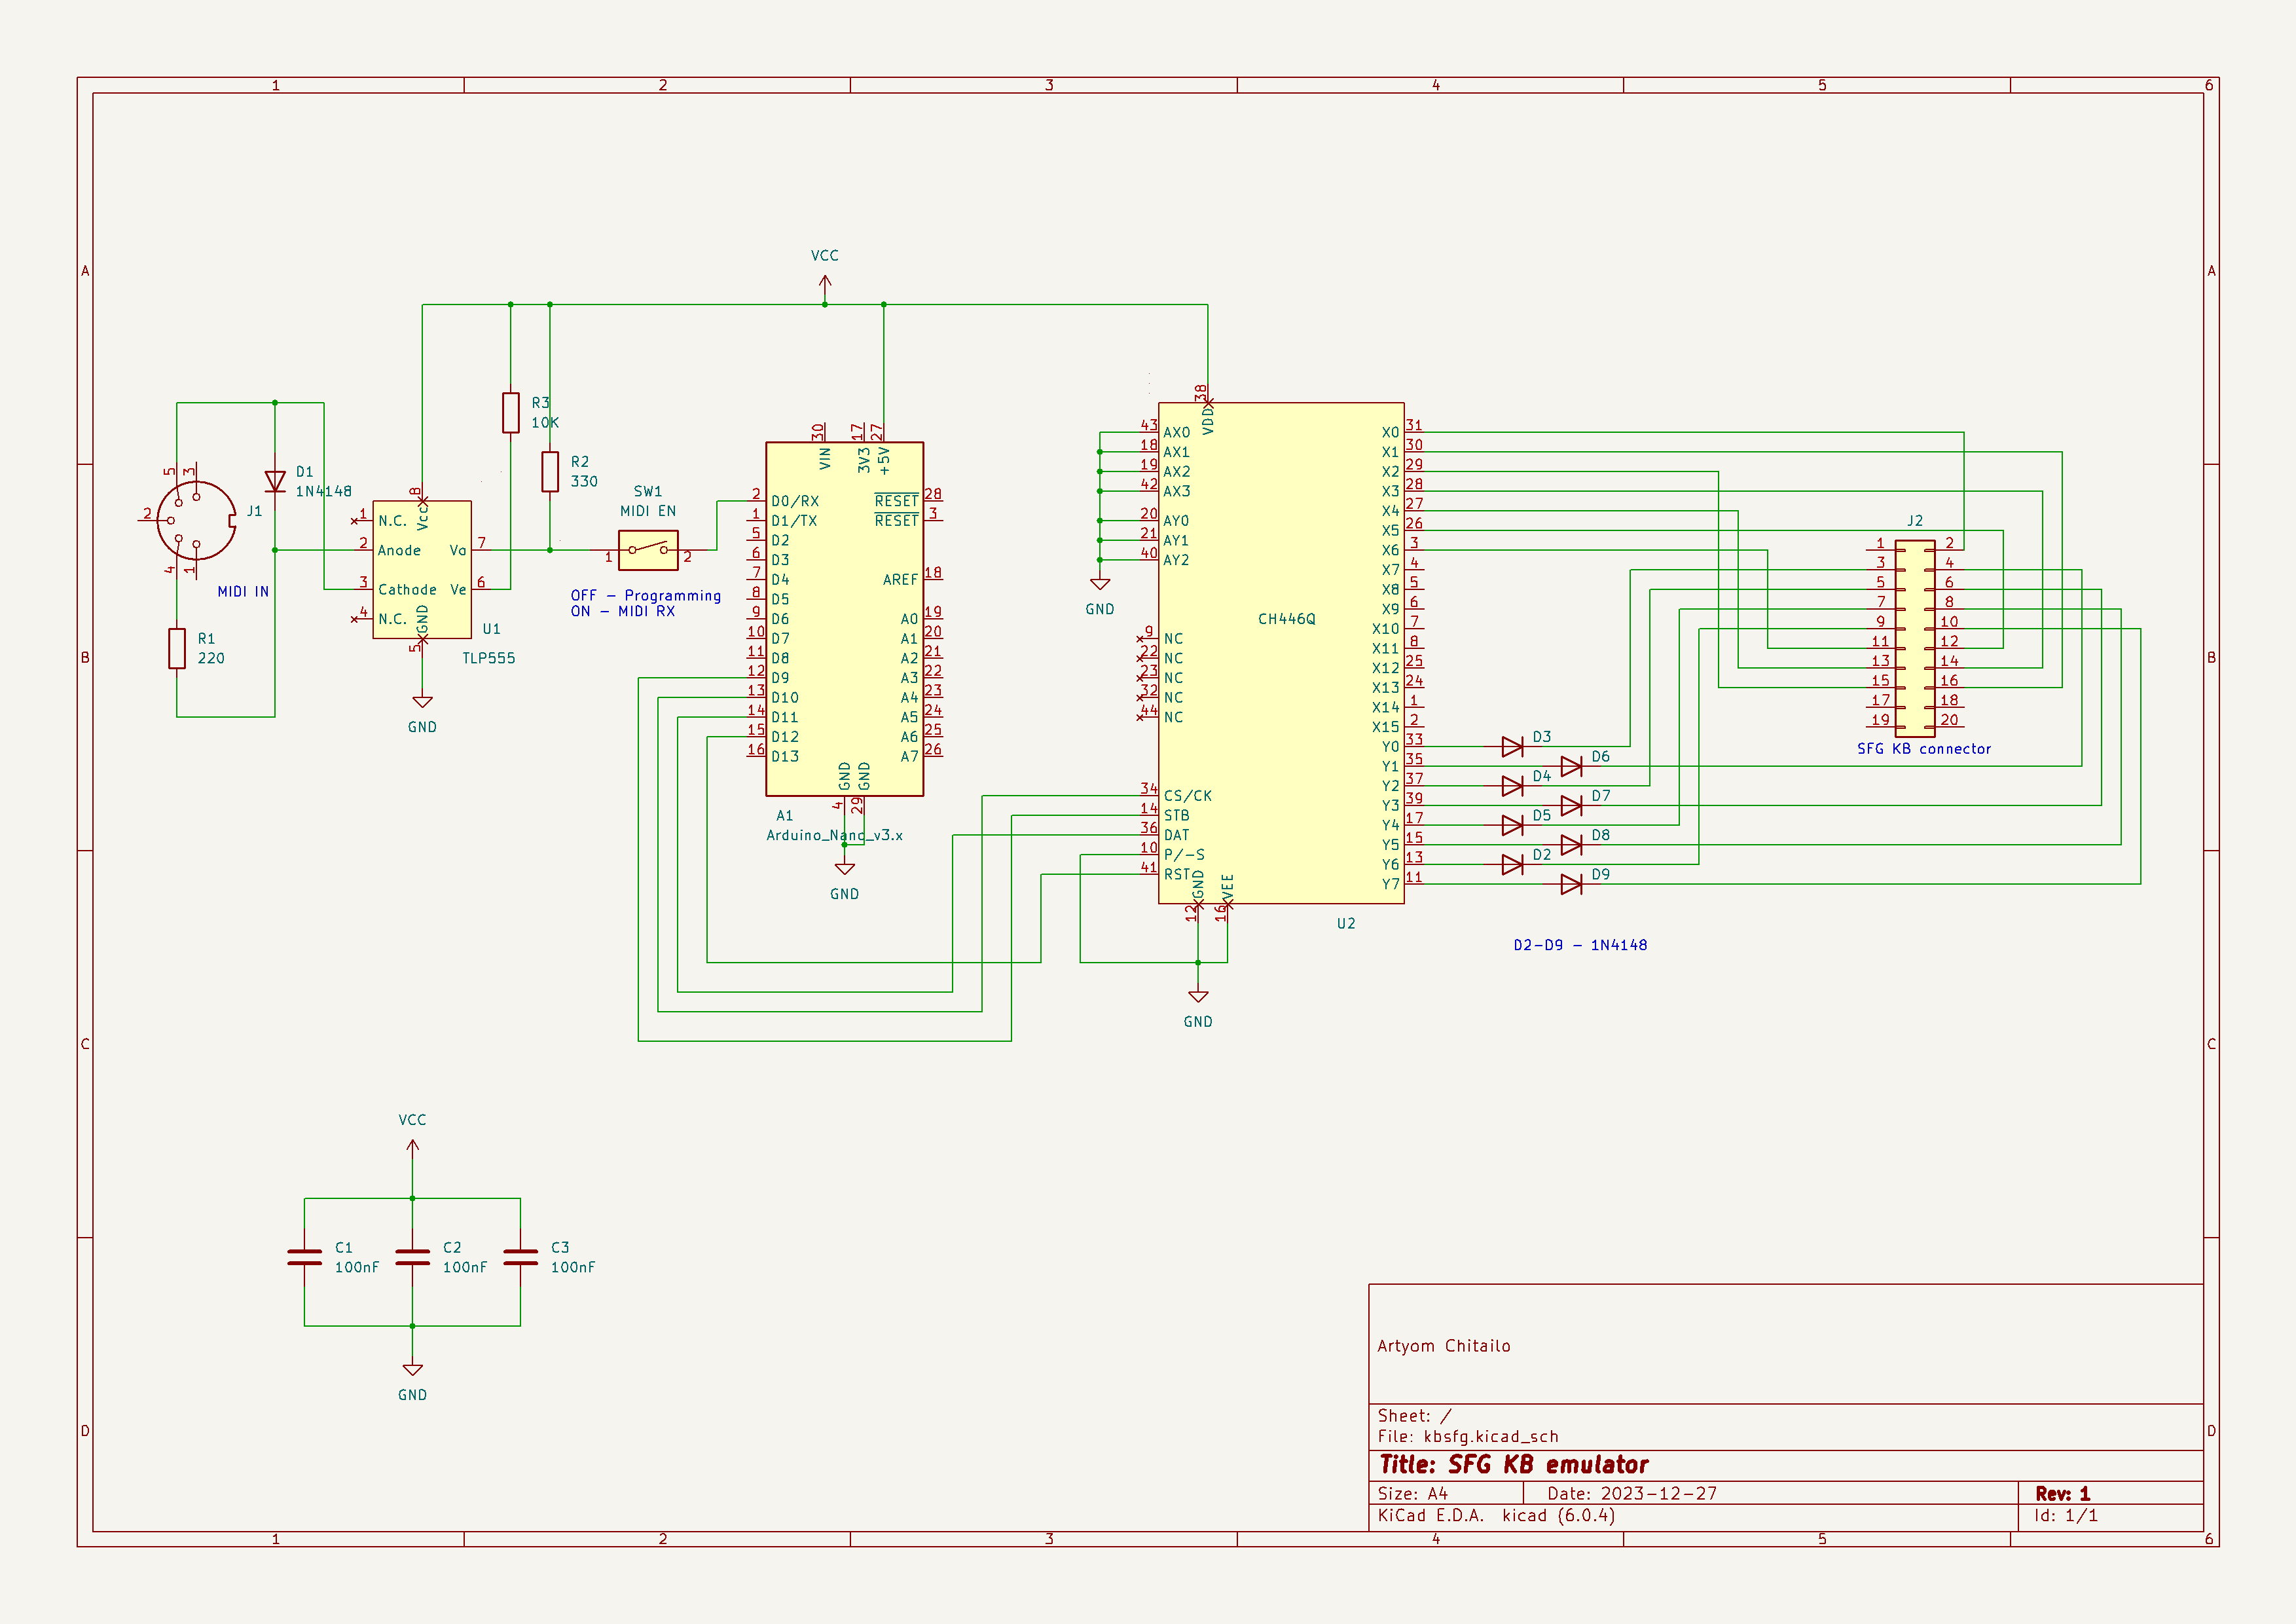 1 2 3 4 5 6
A
B
C
D
VCC
J1
5 3
2
4 1
MIDI IN
R1
220
D1
1N4148
1 N.C.
2 Anode
3 Cathode
4 N.C.
8 Vcc
Va 7
Ve 6
GND 5
U1
TLP555
GND
R3
10K
R2
330
SW1
MIDI EN
1 2
OFF – Programming
ON – MIDI RX
30 VIN
17 3V3
27 +5V
2 D0/RX
1 D1/TX
5 D2
6 D3
7 D4
8 D5
9 D6
10 D7
11 D8
12 D9
13 D10
14 D11
15 D12
16 D13
RESET 28
RESET 3
AREF 18
A0 19
A1 20
A2 21
A3 22
A4 23
A5 24
A6 25
A7 26
GND 4
GND 29
A1
Arduino_Nano_v3.x
GND
38 VDD
43 AX0
18 AX1
19 AX2
42 AX3
20 AY0
21 AY1
40 AY2
GND
9 NC
22 NC
23 NC
32 NC
44 NC
34 CS/CK
14 STB
36 DAT
10 P/-S
41 RST
GND 12
VEE 16
CH446Q
X0 31
X1 30
X2 29
X3 28
X4 27
X5 26
X6 3
X7 4
X8 5
X9 6
X10 7
X11 8
X12 25
X13 24
X14 1
X15 2
Y0 33
Y1 35
Y2 37
Y3 39
Y4 17
Y5 15
Y6 13
Y7 11
U2
GND
D3
D6
D4
D7
D5
D8
D2
D9
D2-D9 – 1N4148
J2
1 2
3 4
5 6
7 8
9 10
11 12
13 14
15 16
17 18
19 20
SFG KB connector
VCC
C1
100nF
C2
100nF
C3
100nF
GND
Artyom Chitailo
Sheet: /
File: kbsfg.kicad_sch
Title: SFG KB emulator
Size: A4 Date: 2023-12-27 Rev: 1
KiCad E.D.A. kicad (6.0.4) Id: 1/1
A
B
C
D
1 2 3 4 5 6